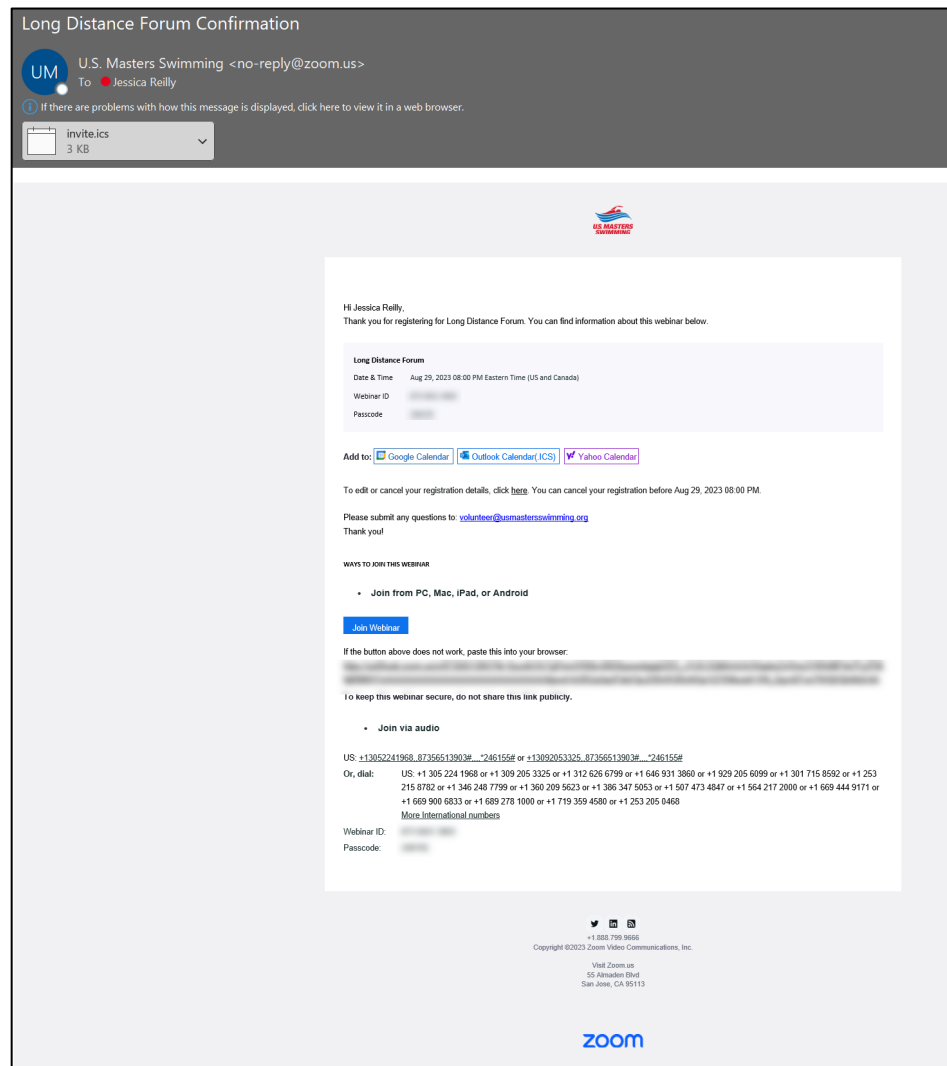 Long Distance Forum Confirmation
UM
U.S. Masters Swimming <no-reply@zoom.us>
To Jessica Reilly
If there are problems with how this message is displayed, click here to view it in a web browser.
invite.ics
3 KB
U.S. MASTERS
SWIMMING
Hi Jessica Reilly,
Thank you for registering for Long Distance Forum. You can find information about this webinar below.
Long Distance Forum
Date & Time Aug 29, 2023 08:00 PM Eastern Time (US and Canada)
Webinar ID
Passcode
Add to: Google Calendar Outlook Calendar(.ICS) Yahoo Calendar
To edit or cancel your registration details, click here. You can cancel your registration before Aug 29, 2023 08:00 PM.
Please submit any questions to: volunteer@usmastersswimming.org
Thank you!
WAYS TO JOIN THIS WEBINAR
• Join from PC, Mac, iPad, or Android
Join Webinar
If the button above does not work, paste this into your browser:
To keep this webinar secure, do not share this link publicly.
• Join via audio
US: +13052241968,,87356513903#,,,,*246155# or +13092053325,,87356513903#,,,,*246155#
Or, dial: US: +1 305 224 1968 or +1 309 205 3325 or +1 312 626 6799 or +1 646 931 3860 or +1 929 205 6099 or +1 301 715 8592 or +1 253
215 8782 or +1 346 248 7799 or +1 360 209 5623 or +1 386 347 5053 or +1 507 473 4847 or +1 564 217 2000 or +1 669 444 9171 or
+1 669 900 6833 or +1 689 278 1000 or +1 719 359 4580 or +1 253 205 0468
More International numbers
Webinar ID:
Passcode:
+1.888.799.9666
Copyright ©2023 Zoom Video Communications, Inc.
Visit Zoom.us
55 Almaden Blvd
San Jose, CA 95113
zoom